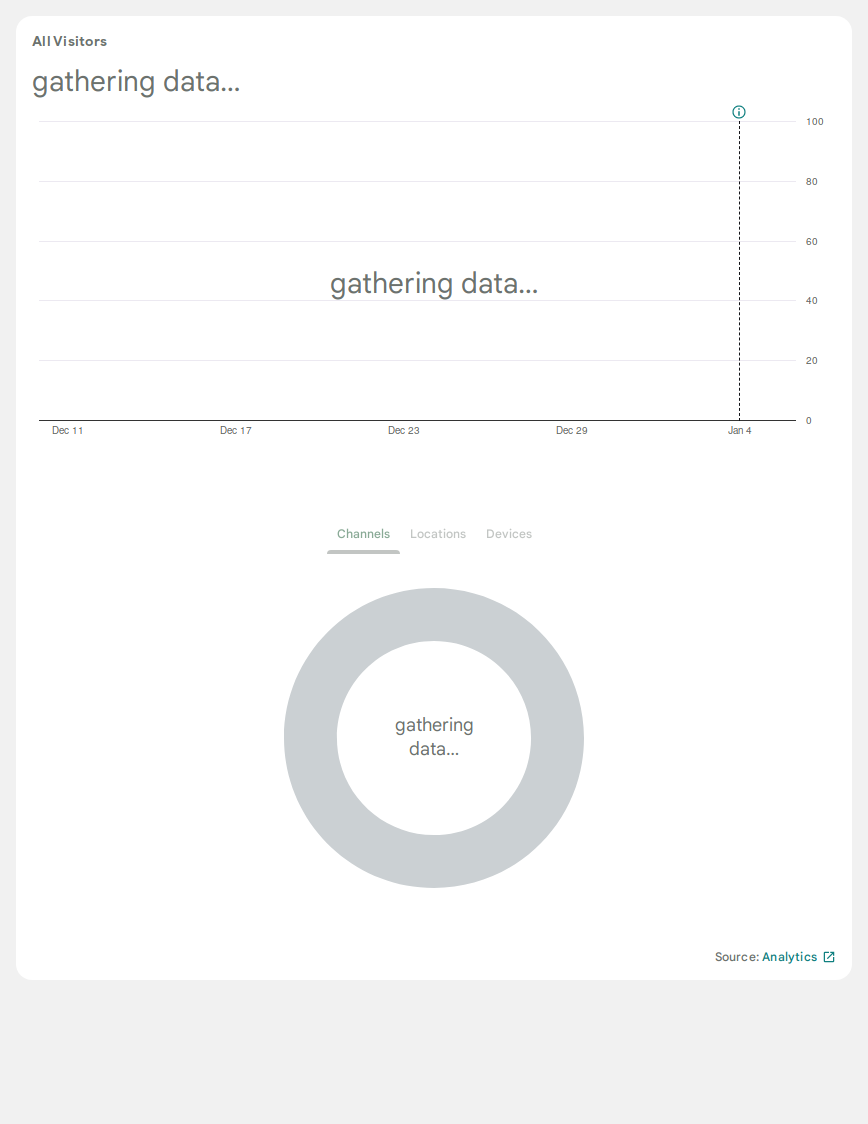 All Visitors
gathering data...
100
80
60
gathering data...
40
20
0
Dec 11 Dec 17 Dec 23 Dec 29 Jan 4
Channels Locations Devices
gathering
data...
Source: Analytics